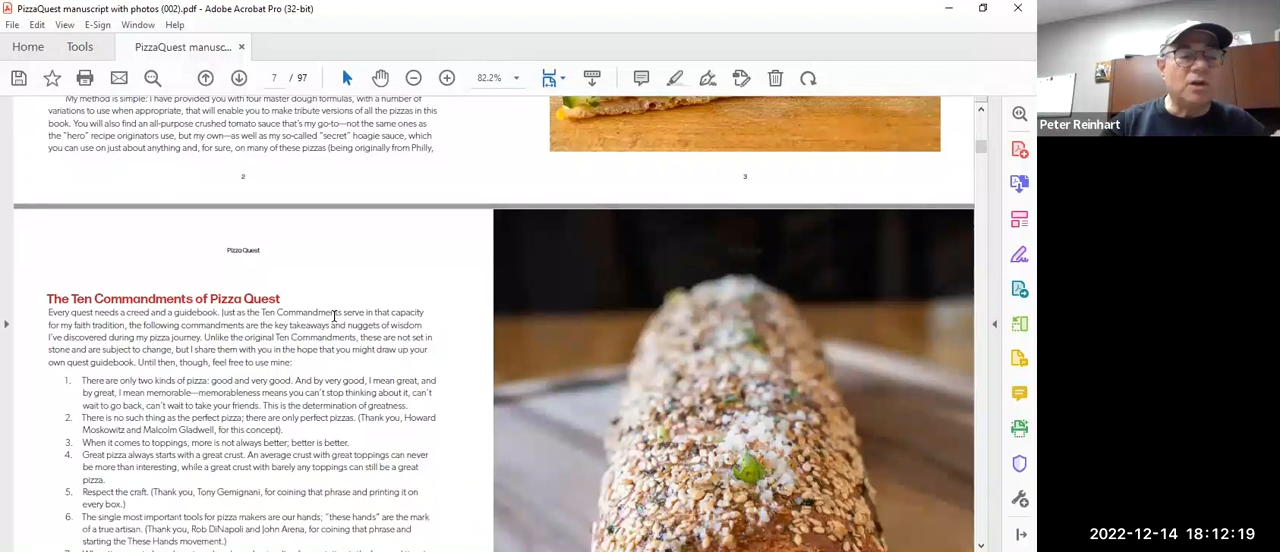 PizzaQuest manuscript with photos (002).pdf - Adobe Acrobat Pro (32-bit)
File Edit View E-Sign Window Help
Home Tools PizzaQuest manusc... ×
7 / 97 82.2%
My method is simple: I have provided you with four master dough formulas, with a number
variations to use when appropriate, that will enable you to make tribute versions of all the pizzas in this
book. You will also find an all-purpose crushed tomato sauce that's my go-to—not the same ones as
the "hero" recipe originators use, but my own—as well as my so-called "secret" hoagie sauce, which
you can use on just about anything and, for sure, on many of these pizzas (being originally from Philly,
2
3
Pizza Quest
The Ten Commandments of Pizza Quest
Every quest needs a creed and a guidebook. Just as the Ten Commandments serve in that capacity
for my faith tradition, the following commandments are the key takeaways and nuggets of wisdom
I've discovered during my pizza journey. Unlike the original Ten Commandments, these are not set in
stone and are subject to change, but I share them with you in the hope that you might draw up your
own quest guidebook. Until then, though, feel free to use mine:
1. There are only two kinds of pizza: good and very good. And by very good, I mean great, and
by great, I mean memorable—memorableness means you can't stop thinking about it, can't
wait to go back, can't wait to take your friends. This is the determination of greatness.
2. There is no such thing as the perfect pizza; there are only perfect pizzas. (Thank you, Howard
Moskowitz and Malcolm Gladwell, for this concept).
3. When it comes to toppings, more is not always better; better is better.
4. Great pizza always starts with a great crust. An average crust with great toppings can never
be more than interesting, while a great crust with barely any toppings can still be a great
pizza.
5. Respect the craft. (Thank you, Tony Gemignani, for coining that phrase and printing it on
every box.)
6. The single most important tools for pizza makers are our hands; "these hands" are the mark
of a true artisan. (Thank you, Rob DiNapoli and John Arena, for coining that phrase and
starting the These Hands movement.)
Peter Reinhart
2022-12-14 18:12:19